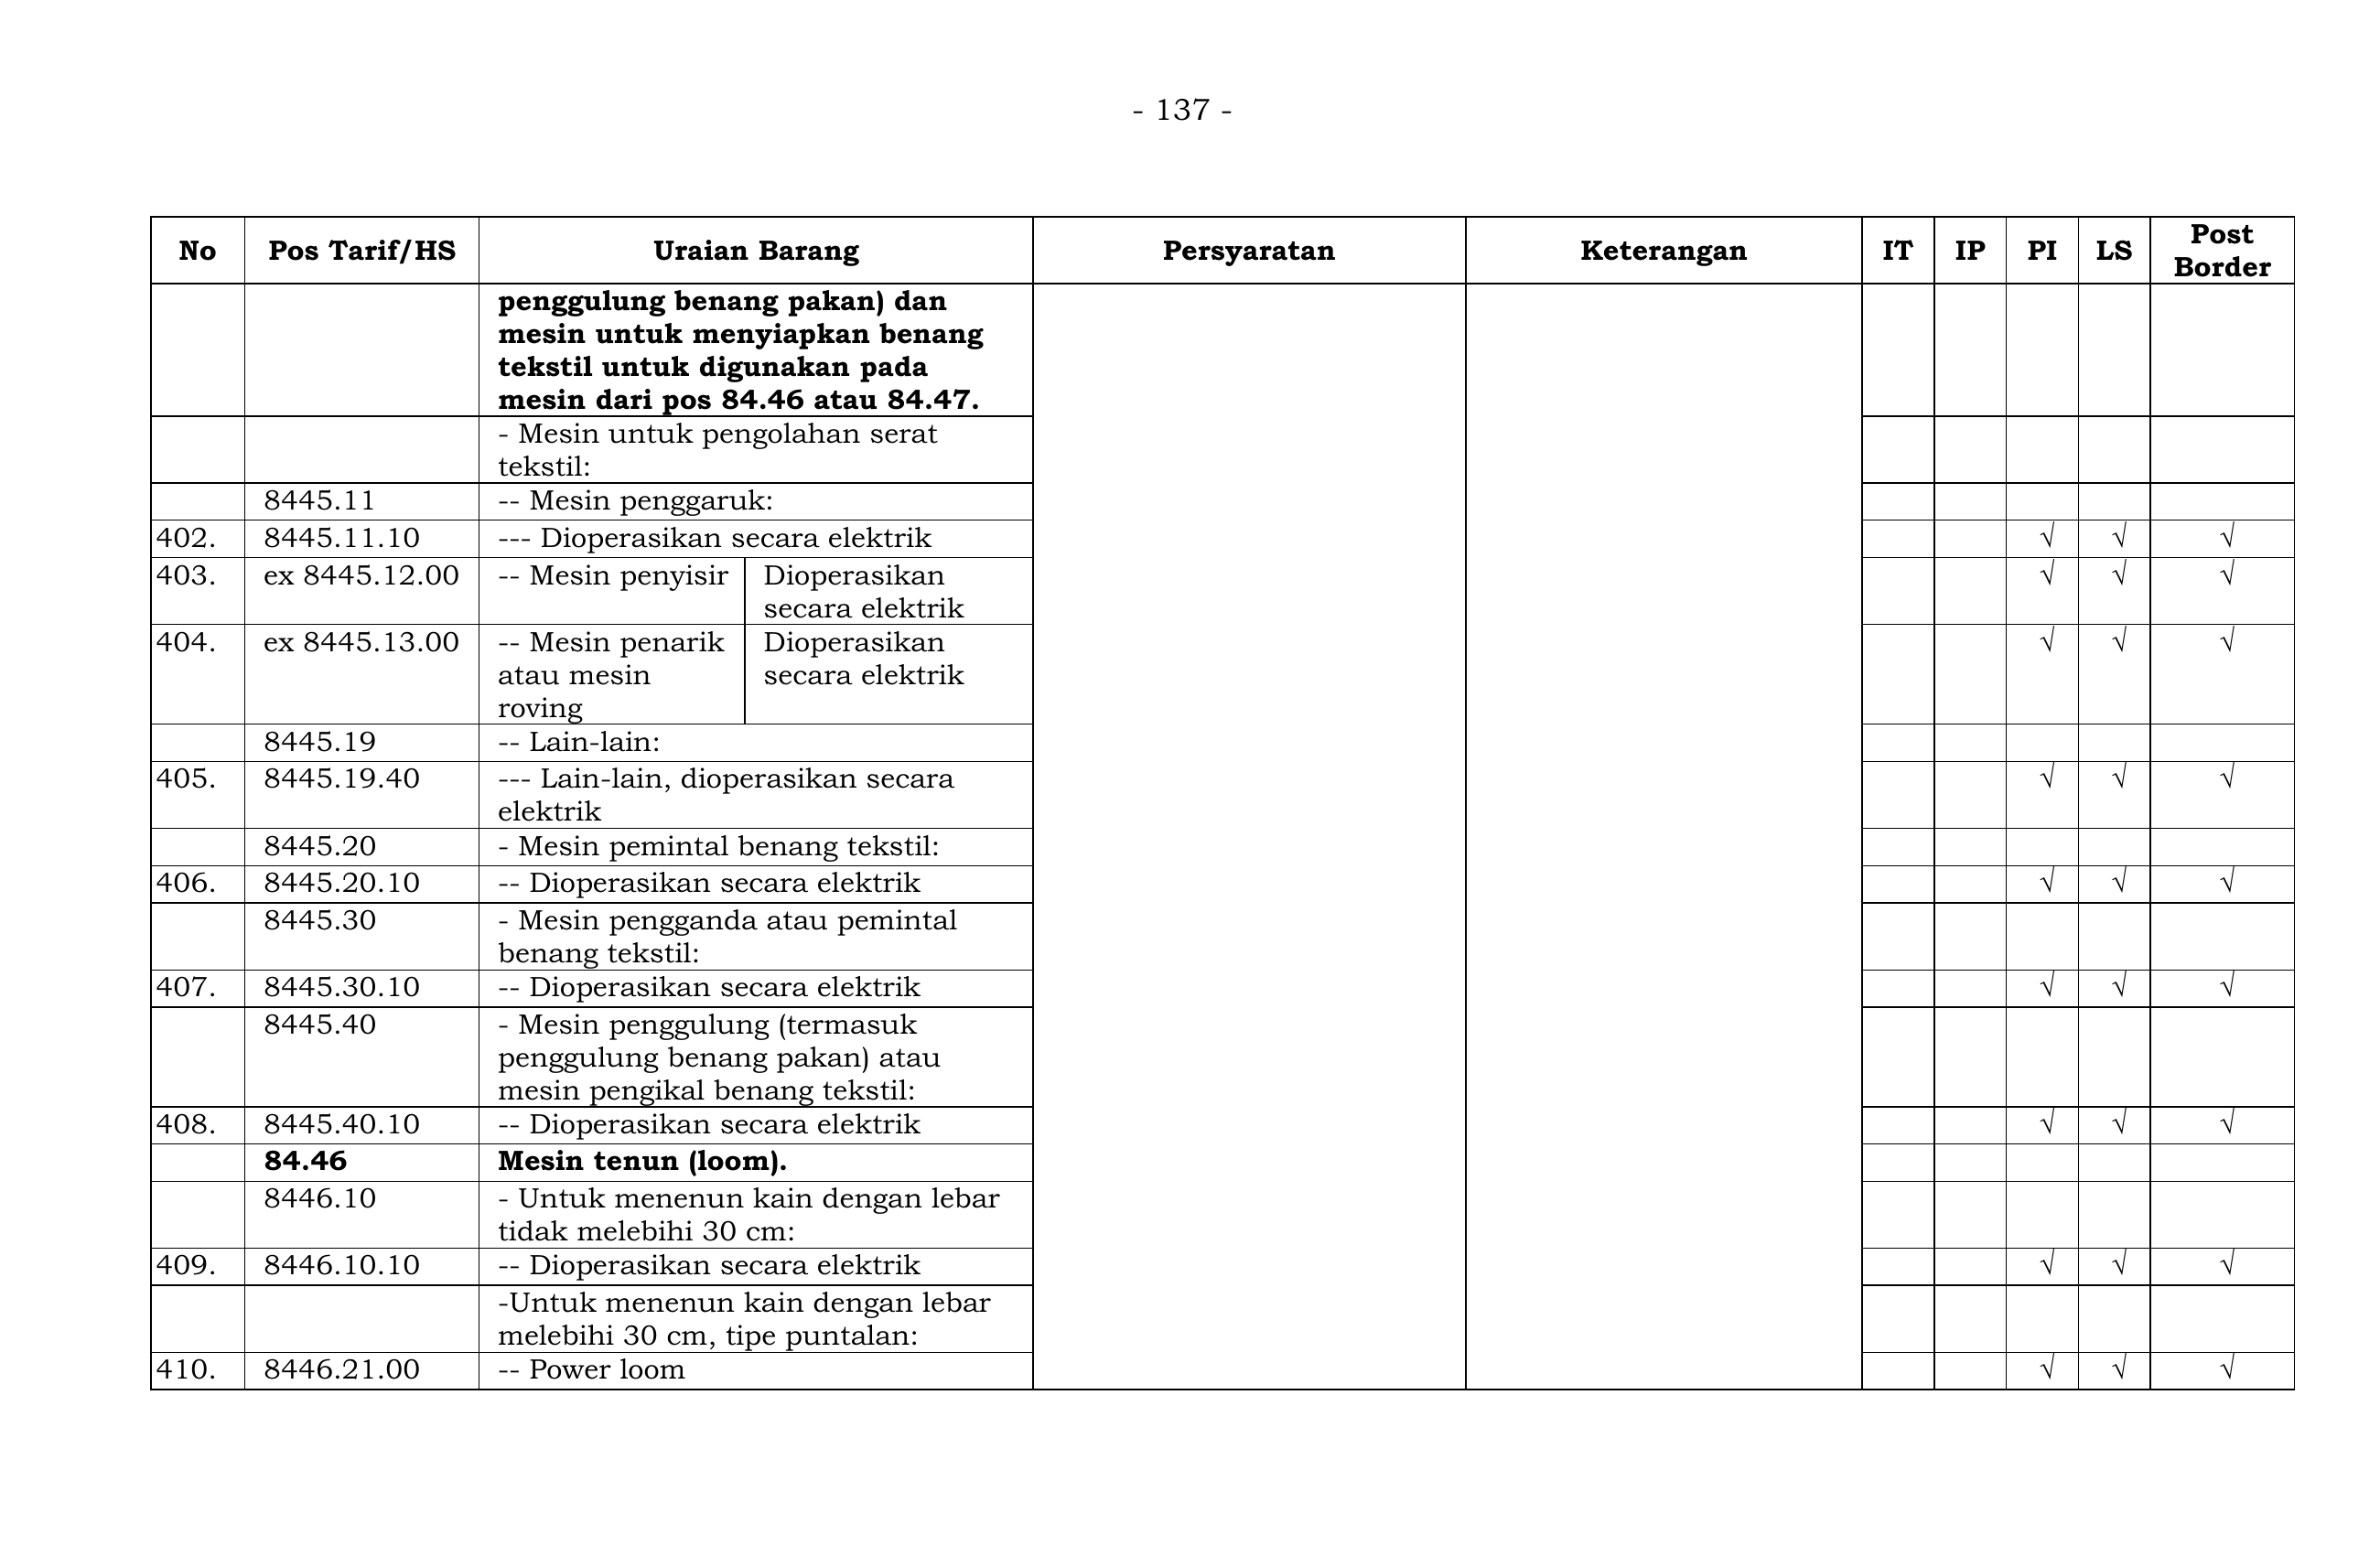 - 137 -
No Pos Tarif/HS Uraian Barang Persyaratan Keterangan IT IP PI LS Post Border
penggulung benang pakan) dan
mesin untuk menyiapkan benang
tekstil untuk digunakan pada
mesin dari pos 84.46 atau 84.47.
- Mesin untuk pengolahan serat
tekstil:
8445.11 -- Mesin penggaruk:
402. 8445.11.10 --- Dioperasikan secara elektrik √ √ √
403. ex 8445.12.00 -- Mesin penyisir Dioperasikan √ √ √
secara elektrik
404. ex 8445.13.00 -- Mesin penarik Dioperasikan √ √ √
atau mesin secara elektrik
roving
8445.19 -- Lain-lain:
405. 8445.19.40 --- Lain-lain, dioperasikan secara √ √ √
elektrik
8445.20 - Mesin pemintal benang tekstil:
406. 8445.20.10 -- Dioperasikan secara elektrik √ √ √
8445.30 - Mesin pengganda atau pemintal
benang tekstil:
407. 8445.30.10 -- Dioperasikan secara elektrik √ √ √
8445.40 - Mesin penggulung (termasuk
penggulung benang pakan) atau
mesin pengikal benang tekstil:
408. 8445.40.10 -- Dioperasikan secara elektrik √ √ √
84.46 Mesin tenun (loom).
8446.10 - Untuk menenun kain dengan lebar
tidak melebihi 30 cm:
409. 8446.10.10 -- Dioperasikan secara elektrik √ √ √
-Untuk menenun kain dengan lebar
melebihi 30 cm, tipe puntalan:
410. 8446.21.00 -- Power loom √ √ √